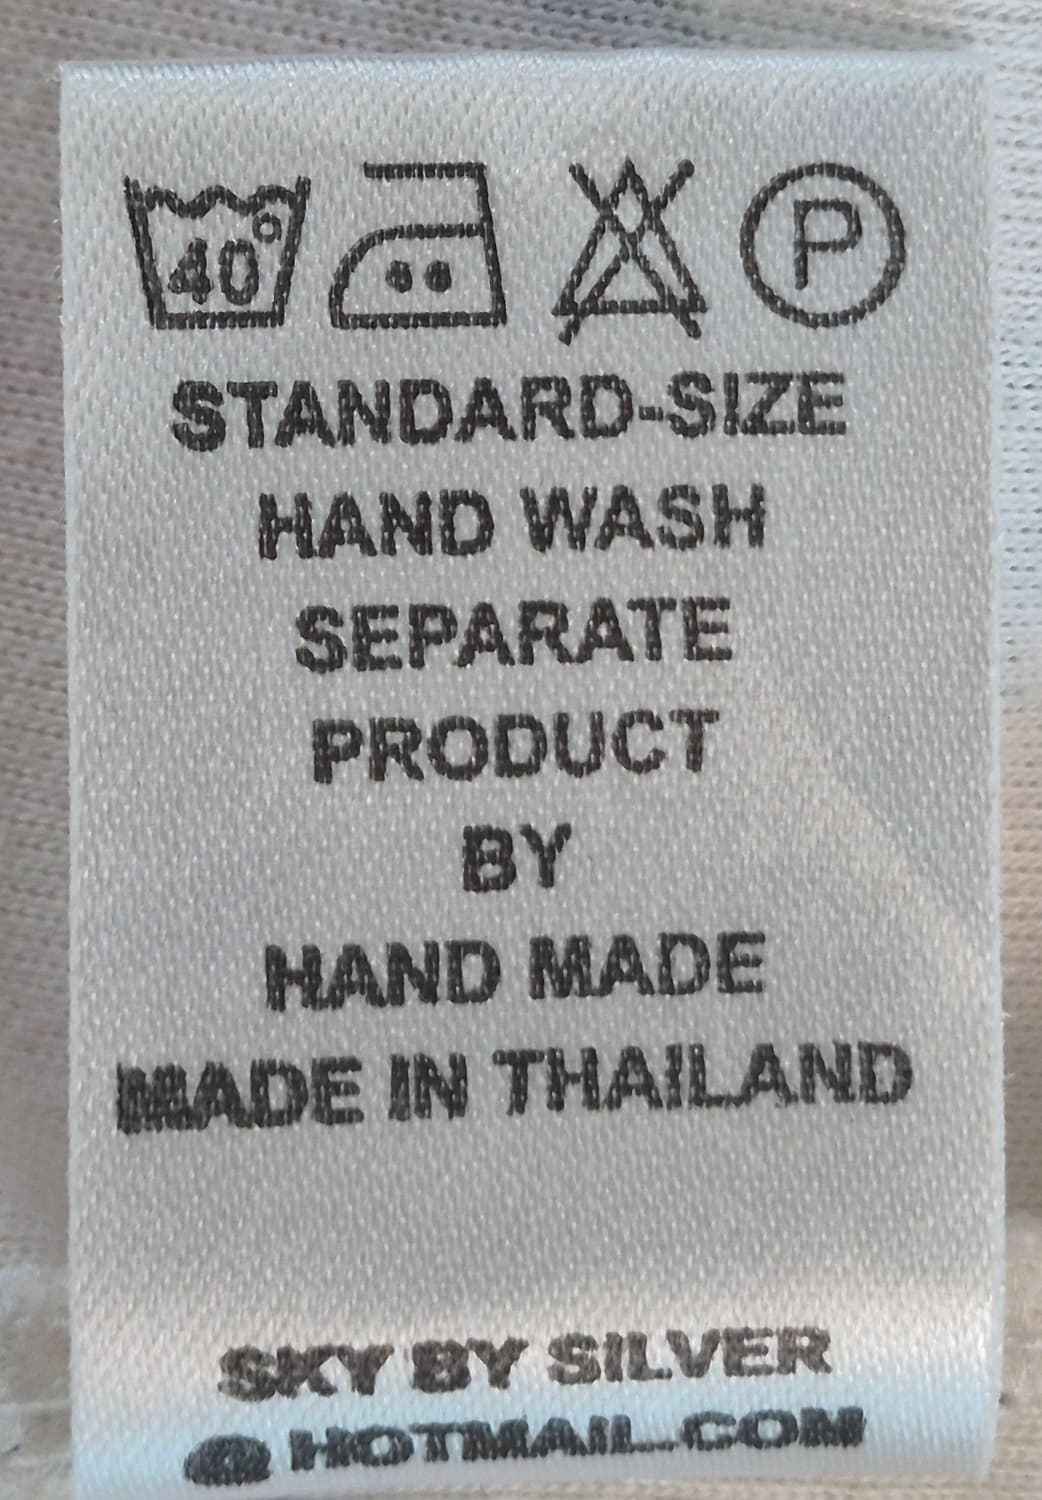 40° P
STANDARD-SIZE
HAND WASH
SEPARATE
PRODUCT
BY
HAND MADE
MADE IN THAILAND
SKY BY SILVER
@HOTMAIL.COM